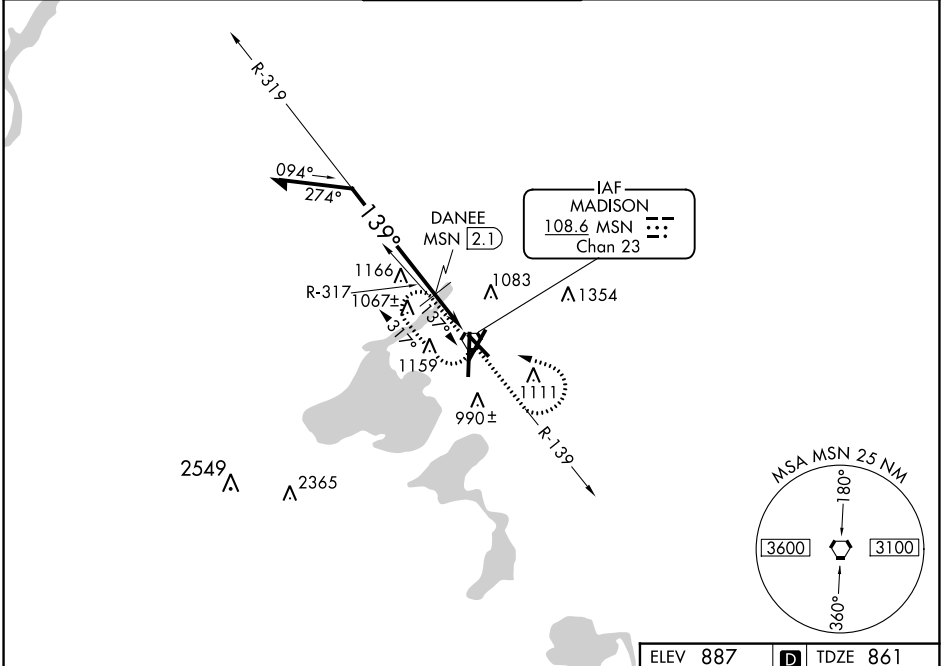 R-319
094°
274°
139°
DANEE
MSN 2.1
IAF
MADISON
108.6 MSN
Chan 23
1166
R-317
1067±
1083
1354
137°
317°
1159
1111
990±
R-139
2549
2365
MSA MSN 25 NM
180°
3600
3100
360°
ELEV 887
D
TDZE 861